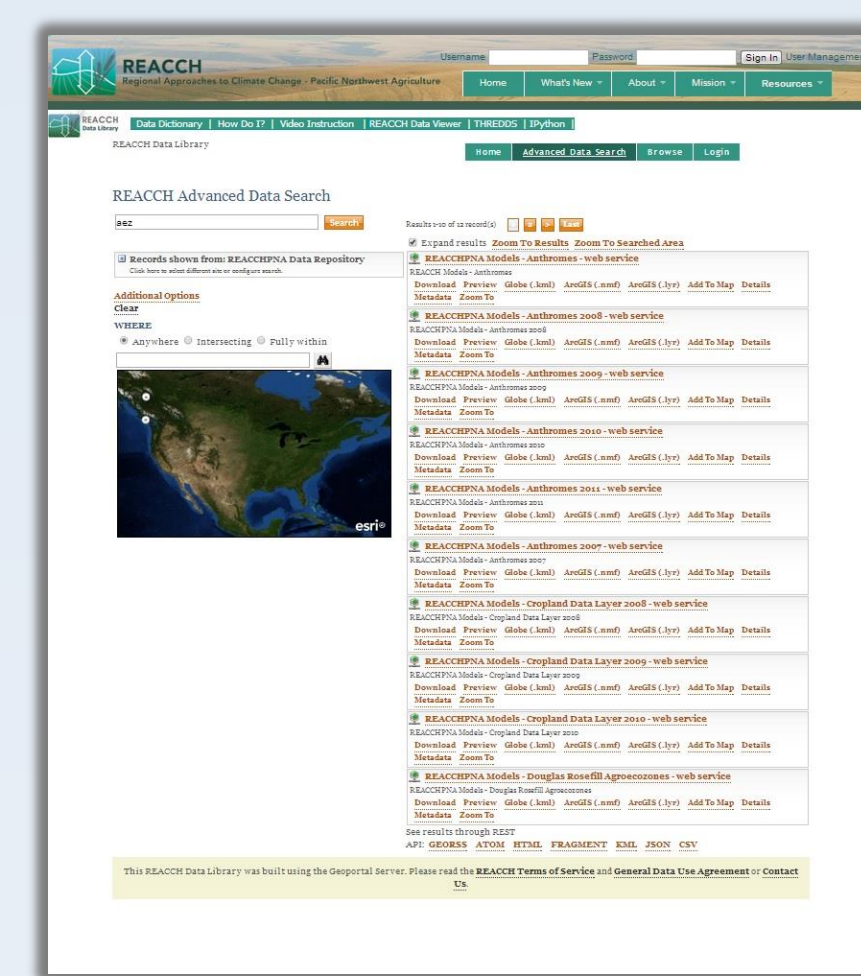 REACCH
Regional Approaches to Climate Change - Pacific Northwest Agriculture
Username Password Sign In User Managemen
Home What's New About Mission Resources
REACCH
Data Library
Data Dictionary | How Do I? | Video Instruction | REACCH Data Viewer | THREDDS | IPython |
REACCH Data Library
Home Advanced Data Search Browse Login
REACCH Advanced Data Search
aez Search
Records shown from: REACCHPNA Data Repository
Click here to select different site or configure search.
Additional Options
Clear
WHERE
Anywhere Intersecting Fully within
esri
Results 1-10 of 12 record(s) 2 > Last
Expand results Zoom To Results Zoom To Searched Area
REACCHPNA Models - Anthromes - web service
REACCH Models - Anthromes
Download Preview Globe (.kml) ArcGIS (.nmf) ArcGIS (.lyr) Add To Map Details
Metadata Zoom To
REACCHPNA Models - Anthromes 2008 - web service
REACCHPNA Models - Anthromes 2008
Download Preview Globe (.kml) ArcGIS (.nmf) ArcGIS (.lyr) Add To Map Details
Metadata Zoom To
REACCHPNA Models - Anthromes 2009 - web service
REACCHPNA Models - Anthromes 2009
Download Preview Globe (.kml) ArcGIS (.nmf) ArcGIS (.lyr) Add To Map Details
Metadata Zoom To
REACCHPNA Models - Anthromes 2010 - web service
REACCHPNA Models - Anthromes 2010
Download Preview Globe (.kml) ArcGIS (.nmf) ArcGIS (.lyr) Add To Map Details
Metadata Zoom To
REACCHPNA Models - Anthromes 2011 - web service
REACCHPNA Models - Anthromes 2011
Download Preview Globe (.kml) ArcGIS (.nmf) ArcGIS (.lyr) Add To Map Details
Metadata Zoom To
REACCHPNA Models - Anthromes 2007 - web service
REACCHPNA Models - Anthromes 2007
Download Preview Globe (.kml) ArcGIS (.nmf) ArcGIS (.lyr) Add To Map Details
Metadata Zoom To
REACCHPNA Models - Cropland Data Layer 2008 - web service
REACCHPNA Models - Cropland Data Layer 2008
Download Preview Globe (.kml) ArcGIS (.nmf) ArcGIS (.lyr) Add To Map Details
Metadata Zoom To
REACCHPNA Models - Cropland Data Layer 2009 - web service
REACCHPNA Models - Cropland Data Layer 2009
Download Preview Globe (.kml) ArcGIS (.nmf) ArcGIS (.lyr) Add To Map Details
Metadata Zoom To
REACCHPNA Models - Cropland Data Layer 2010 - web service
REACCHPNA Models - Cropland Data Layer 2010
Download Preview Globe (.kml) ArcGIS (.nmf) ArcGIS (.lyr) Add To Map Details
Metadata Zoom To
REACCHPNA Models - Douglas Rosefill Agroecozones - web service
REACCHPNA Models - Douglas Rosefill Agroecozones
Download Preview Globe (.kml) ArcGIS (.nmf) ArcGIS (.lyr) Add To Map Details
Metadata Zoom To
See results through REST
API: GEORSS ATOM HTML FRAGMENT KML JSON CSV
This REACCH Data Library was built using the Geoportal Server. Please read the REACCH Terms of Service and General Data Use Agreement or Contact
Us.